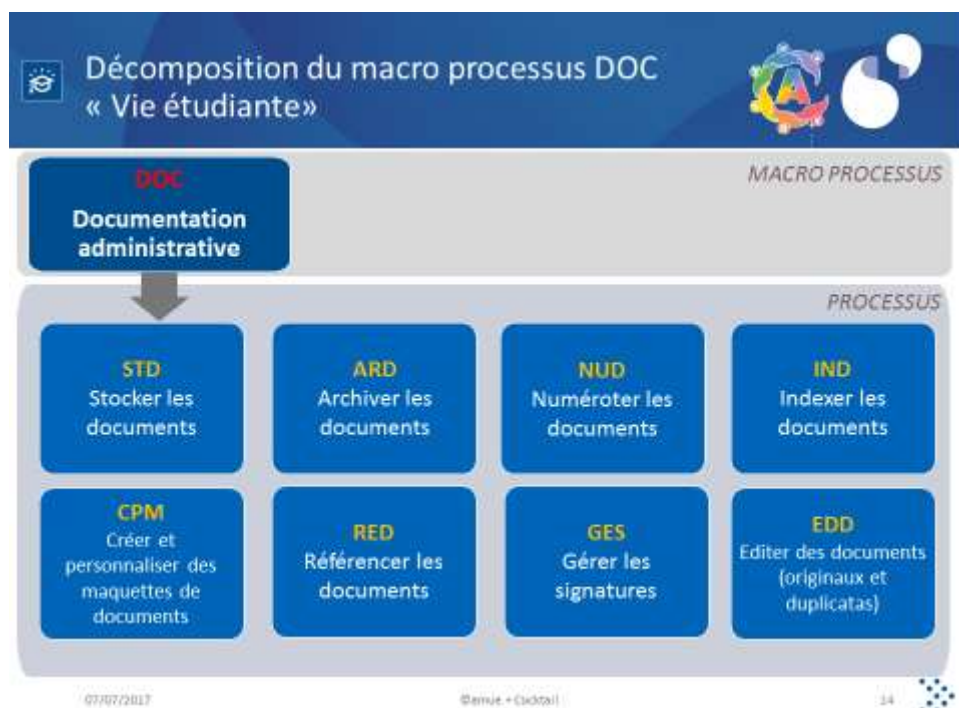 Décomposition du macro processus DOC
« Vie étudiante»
A
DOC
Documentation
administrative
MACRO PROCESSUS
PROCESSUS
STD
Stocker les
documents
ARD
Archiver les
documents
NUD
Numéroter les
documents
IND
Indexer les
documents
CPM
Créer et
personnaliser des
maquettes de
documents
RED
Référencer les
documents
GES
Gérer les
signatures
EDD
Editer des documents
(originaux et
duplicatas)
07/07/2017
©amue + Cocktail